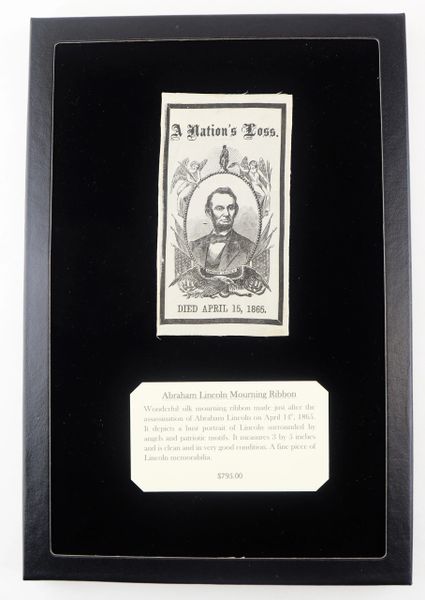 A Nation's Loss.
DIED APRIL 15, 1865.
Abraham Lincoln Mourning Ribbon
Wonderful silk mourning ribbon made just after the
assassination of Abraham Lincoln on April 14", 1865.
It depicts a bust portrait of Lincoln surrounded by
angels and patriotic motifs. It measures 3 by 5 inches
and is clean and in very good condition. A fine piece of
Lincoln memorabilia.
$795.00